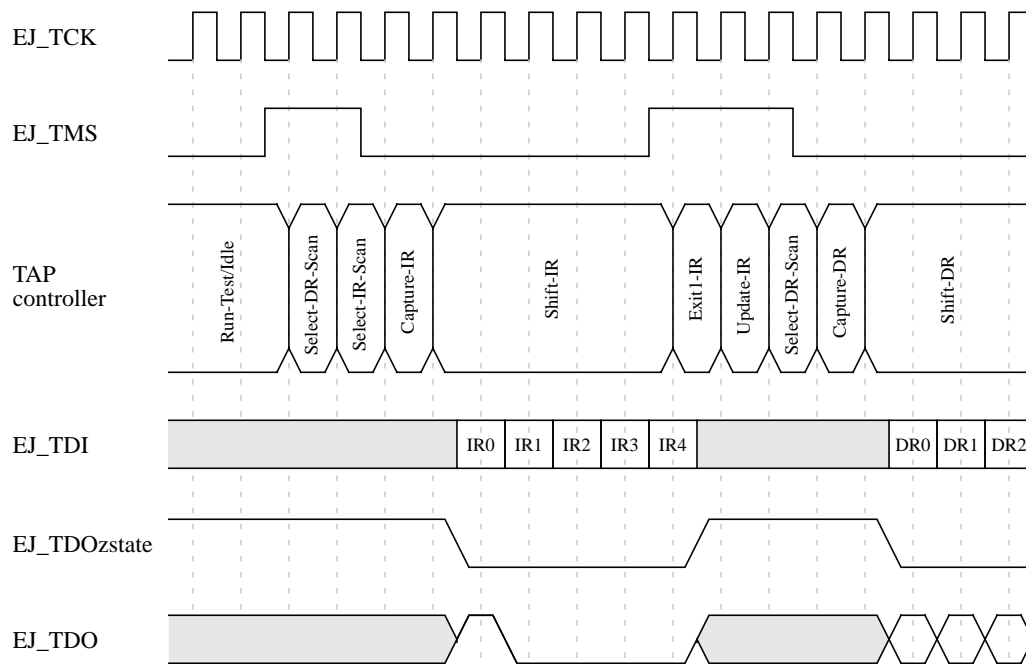 EJ_TCK
EJ_TMS
TAP
controller
Run-Test/Idle
Select-DR-Scan
Select-IR-Scan
Capture-IR
Shift-IR
Exit1-IR
Update-IR
Select-DR-Scan
Capture-DR
Shift-DR
EJ_TDI
IR0 IR1 IR2 IR3 IR4 DR0 DR1 DR2
EJ_TDOzstate
EJ_TDO